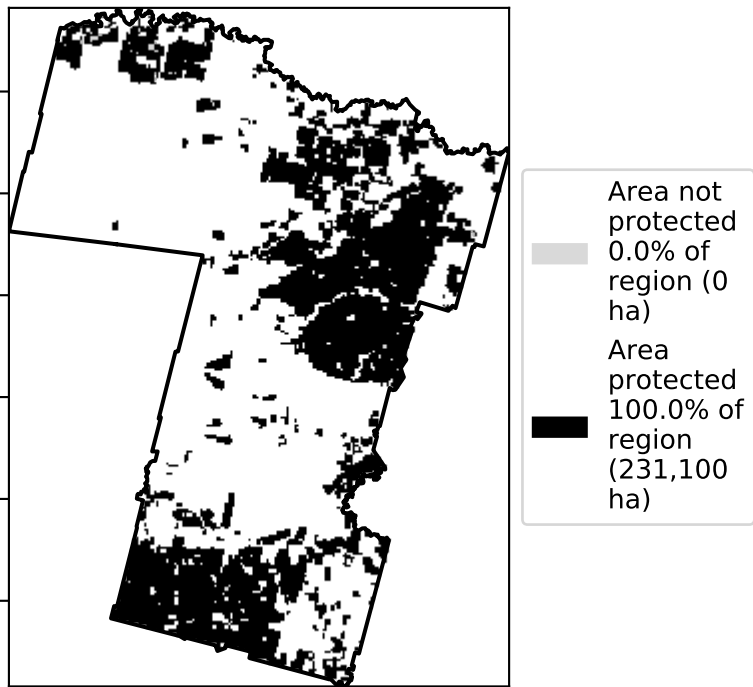 Area not
protected
0.0% of
region (0
ha)
Area
protected
100.0% of
region
(231,100
ha)